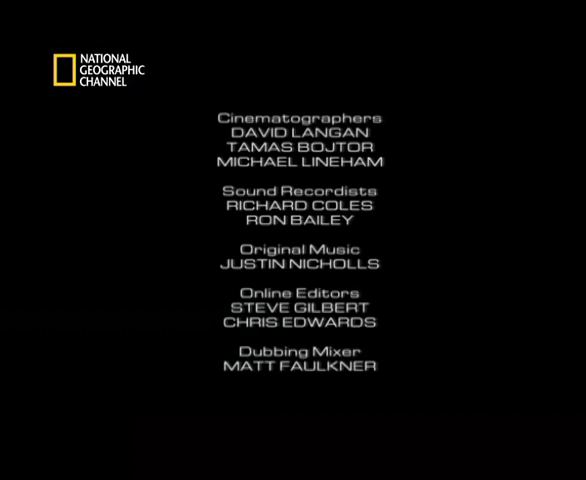 NATIONAL
GEOGRAPHIC
CHANNEL
Cinematographers
DAVID LANGAN
TAMAS BOJTOR
MICHAEL LINEHAM
Sound Recordists
RICHARD COLES
RON BAILEY
Original Music
JUSTIN NICHOLLS
Online Editors
STEVE GILBERT
CHRIS EDWARDS
Dubbing Mixer
MATT FAULKNER